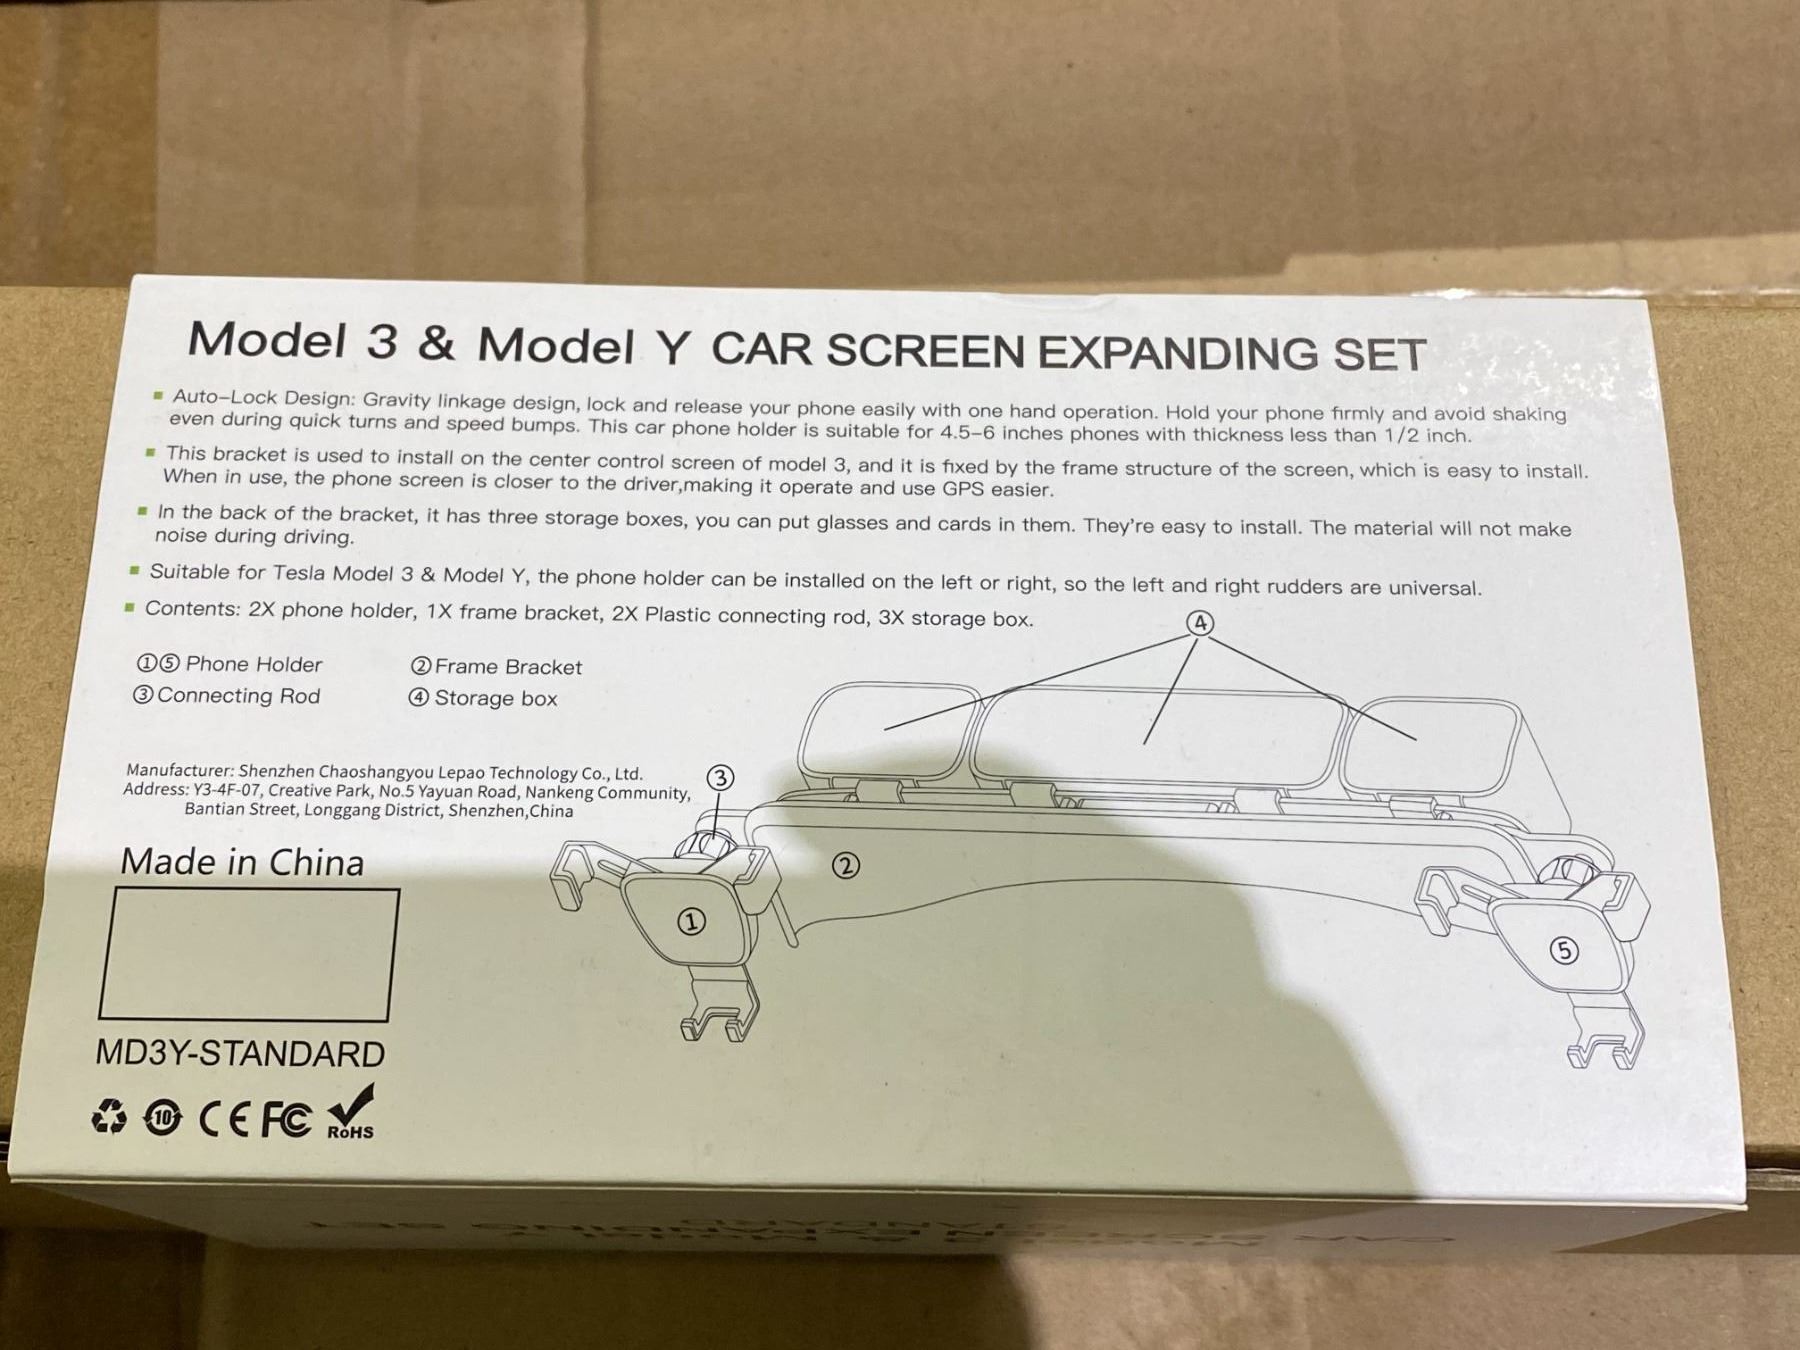 Model 3 & Model Y CAR SCREEN EXPANDING SET
▪ Auto-Lock Design: Gravity linkage design, lock and release your phone easily with one hand operation. Hold your phone firmly and avoid shaking
even during quick turns and speed bumps. This car phone holder is suitable for 4.5-6 inches phones with thickness less than 1/2 inch.
▪ This bracket is used to install on the center control screen of model 3, and it is fixed by the frame structure of the screen, which is easy to install.
When in use, the phone screen is closer to the driver,making it operate and use GPS easier.
▪ In the back of the bracket, it has three storage boxes, you can put glasses and cards in them. They're easy to install. The material will not make
noise during driving.
▪ Suitable for Tesla Model 3 & Model Y, the phone holder can be installed on the left or right, so the left and right rudders are universal.
▪ Contents: 2X phone holder, 1X frame bracket, 2X Plastic connecting rod, 3X storage box.
④
①⑤ Phone Holder ②Frame Bracket
③Connecting Rod ④ Storage box
Manufacturer: Shenzhen Chaoshangyou Lepao Technology Co., Ltd.
Address: Y3-4F-07, Creative Park, No.5 Yayuan Road, Nankeng Community,
Bantian Street, Longgang District, Shenzhen,China
③
②
①
⑤
Made in China
MD3Y-STANDARD
10 CE FC RoHS
Model 3 & Model Y
CAR SCREEN EXPANDING SET
STANDARD